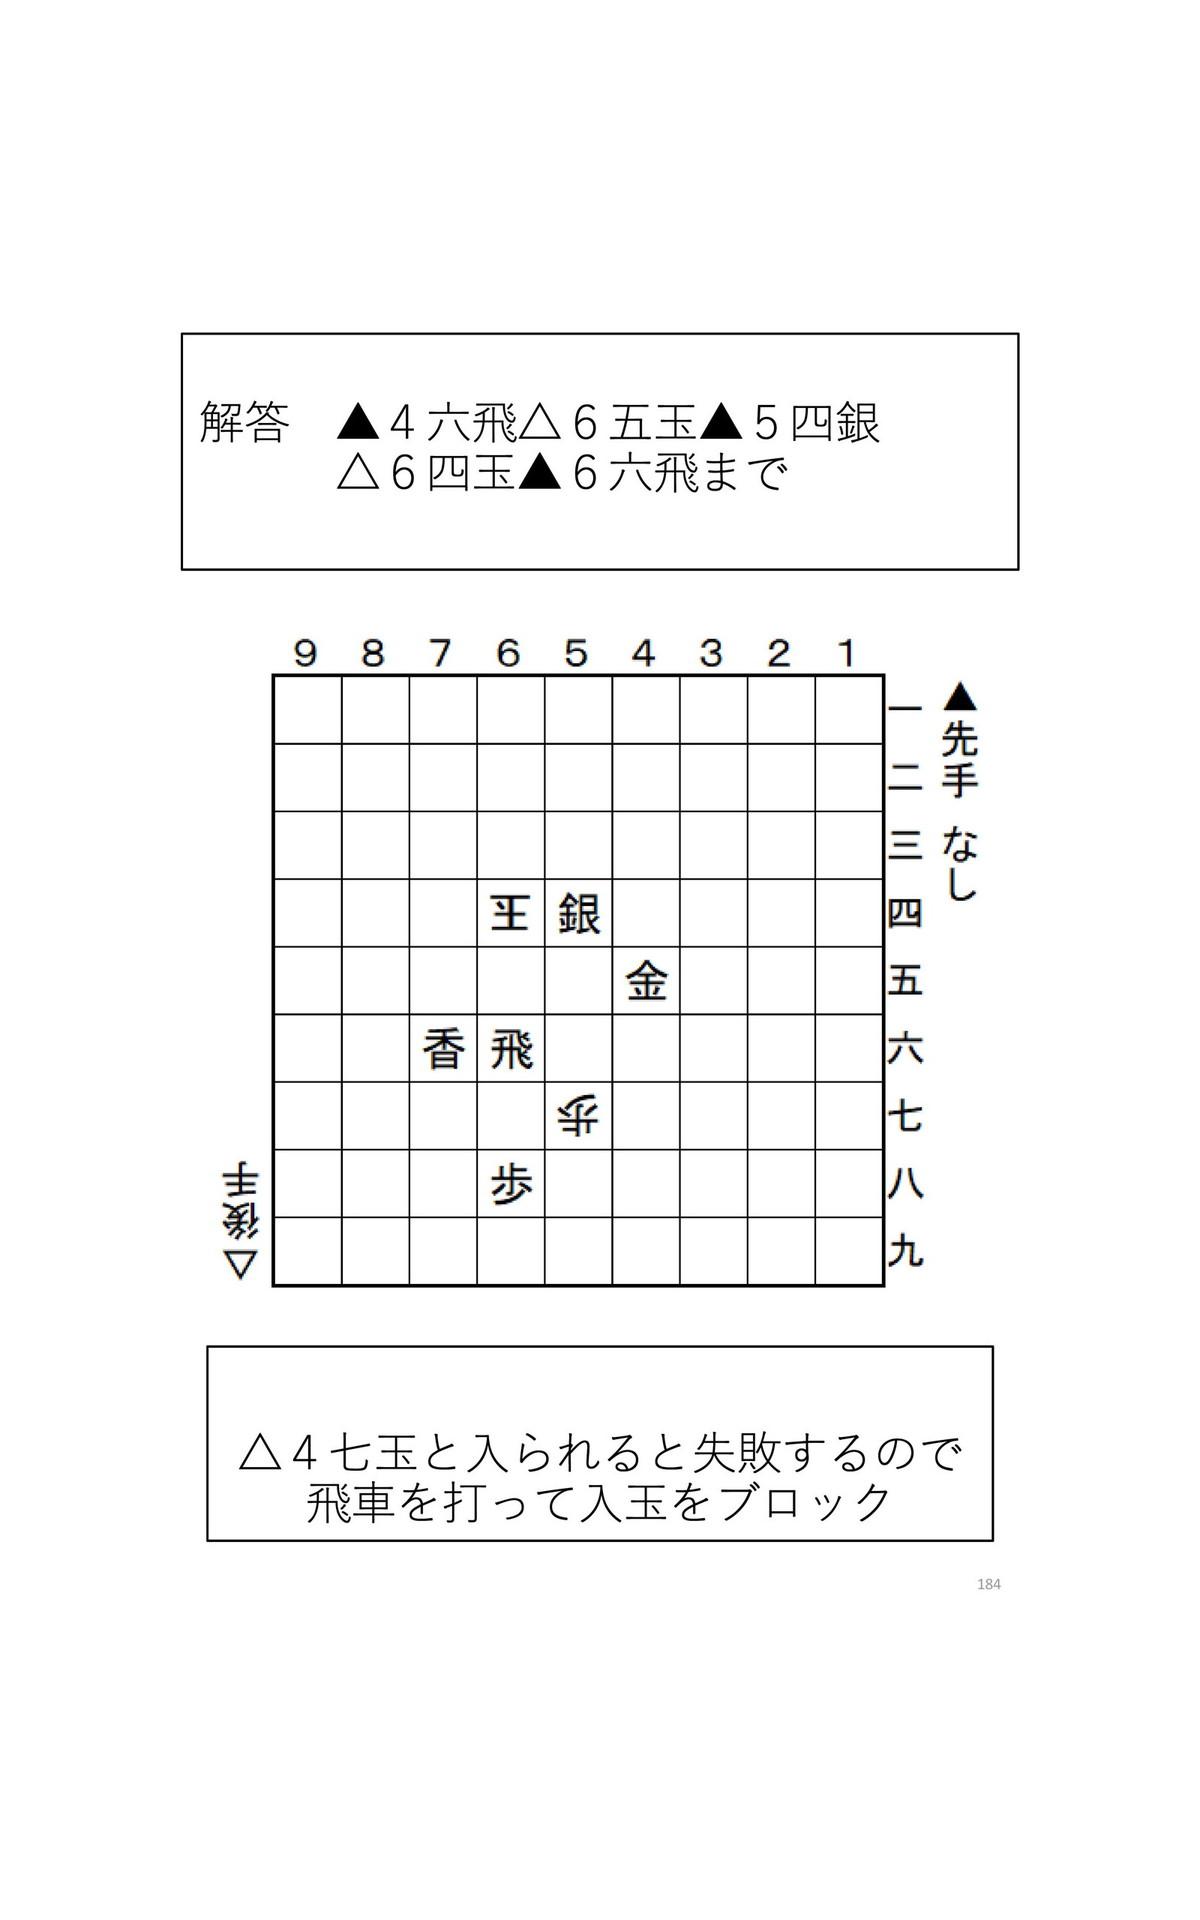 解答　▲４六飛△６五玉▲５四銀
△６四玉▲６六飛まで
９ ８ ７ ６ ５ ４ ３ ２ １
一
二
三
王 銀 四
金 五
香 飛 六
歩 七
歩 八
九
▲先手 なし
△後手
△４七玉と入られると失敗するので
飛車を打って入玉をブロック
184